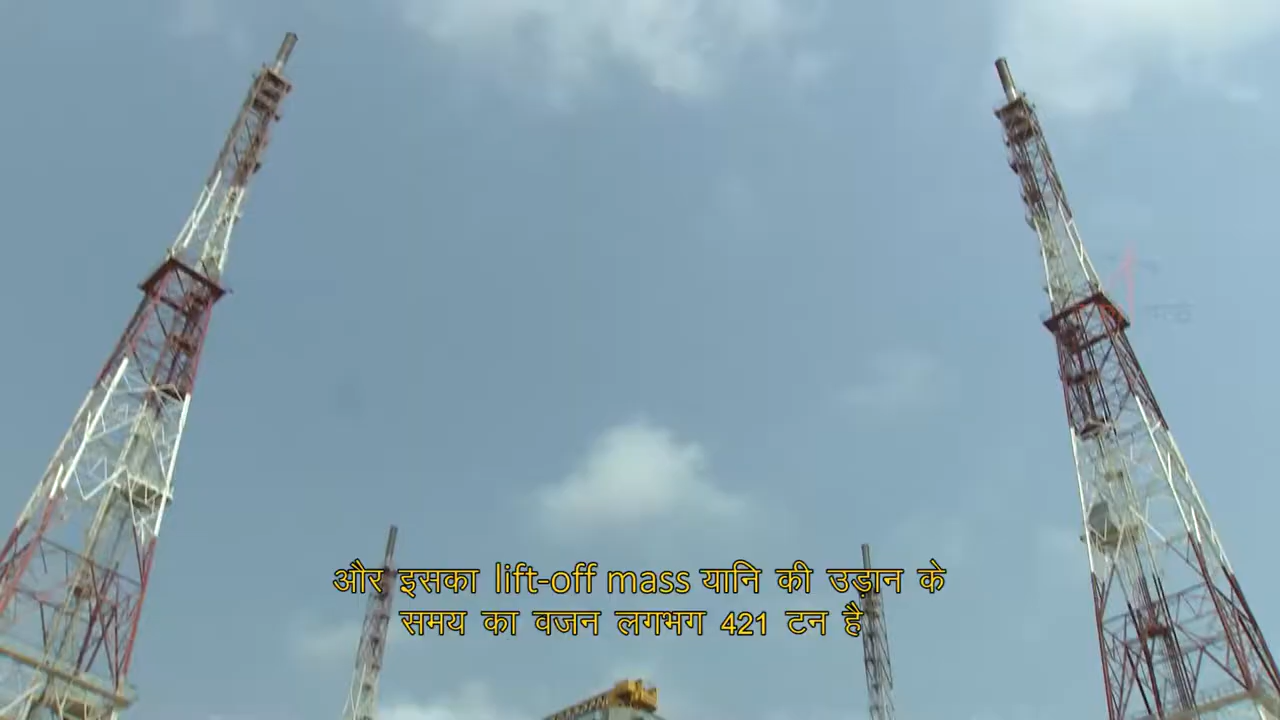 और इसका lift-off mass यानि की उड़ान के
समय का वजन लगभग 421 टन है